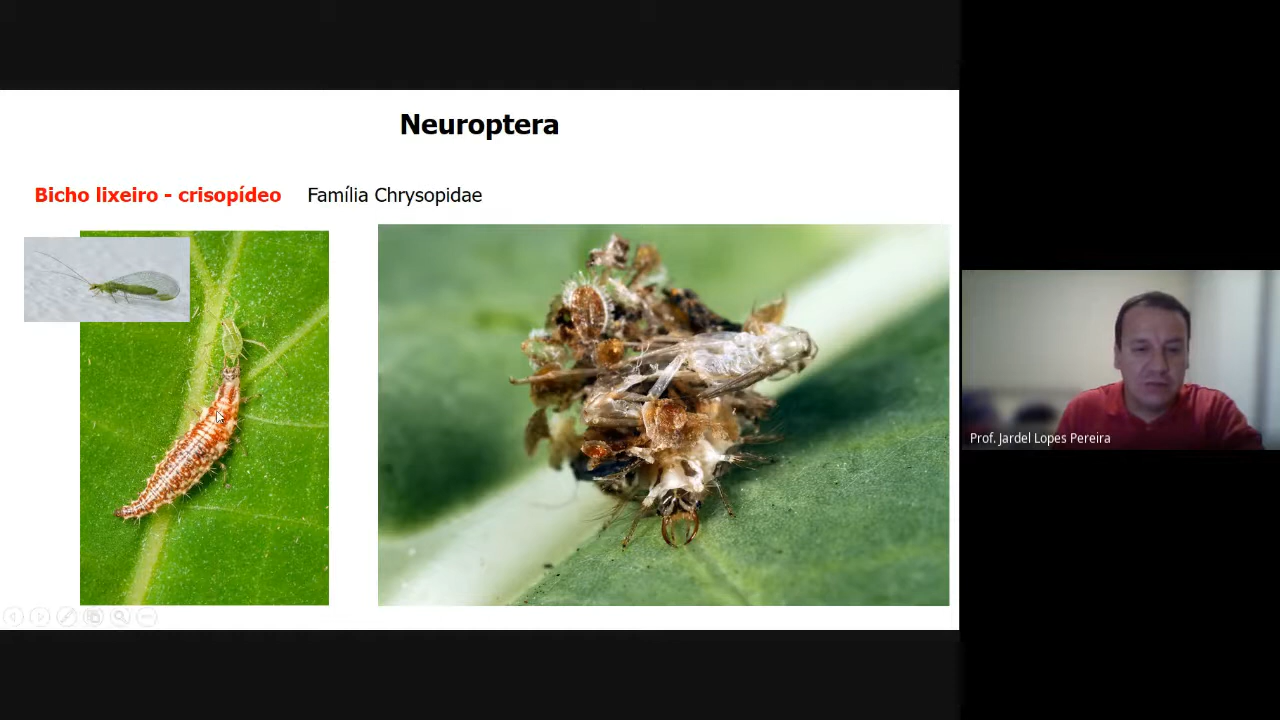 Neuroptera
Bicho lixeiro - crisopídeo Família Chrysopidae
Prof. Jardel Lopes Pereira